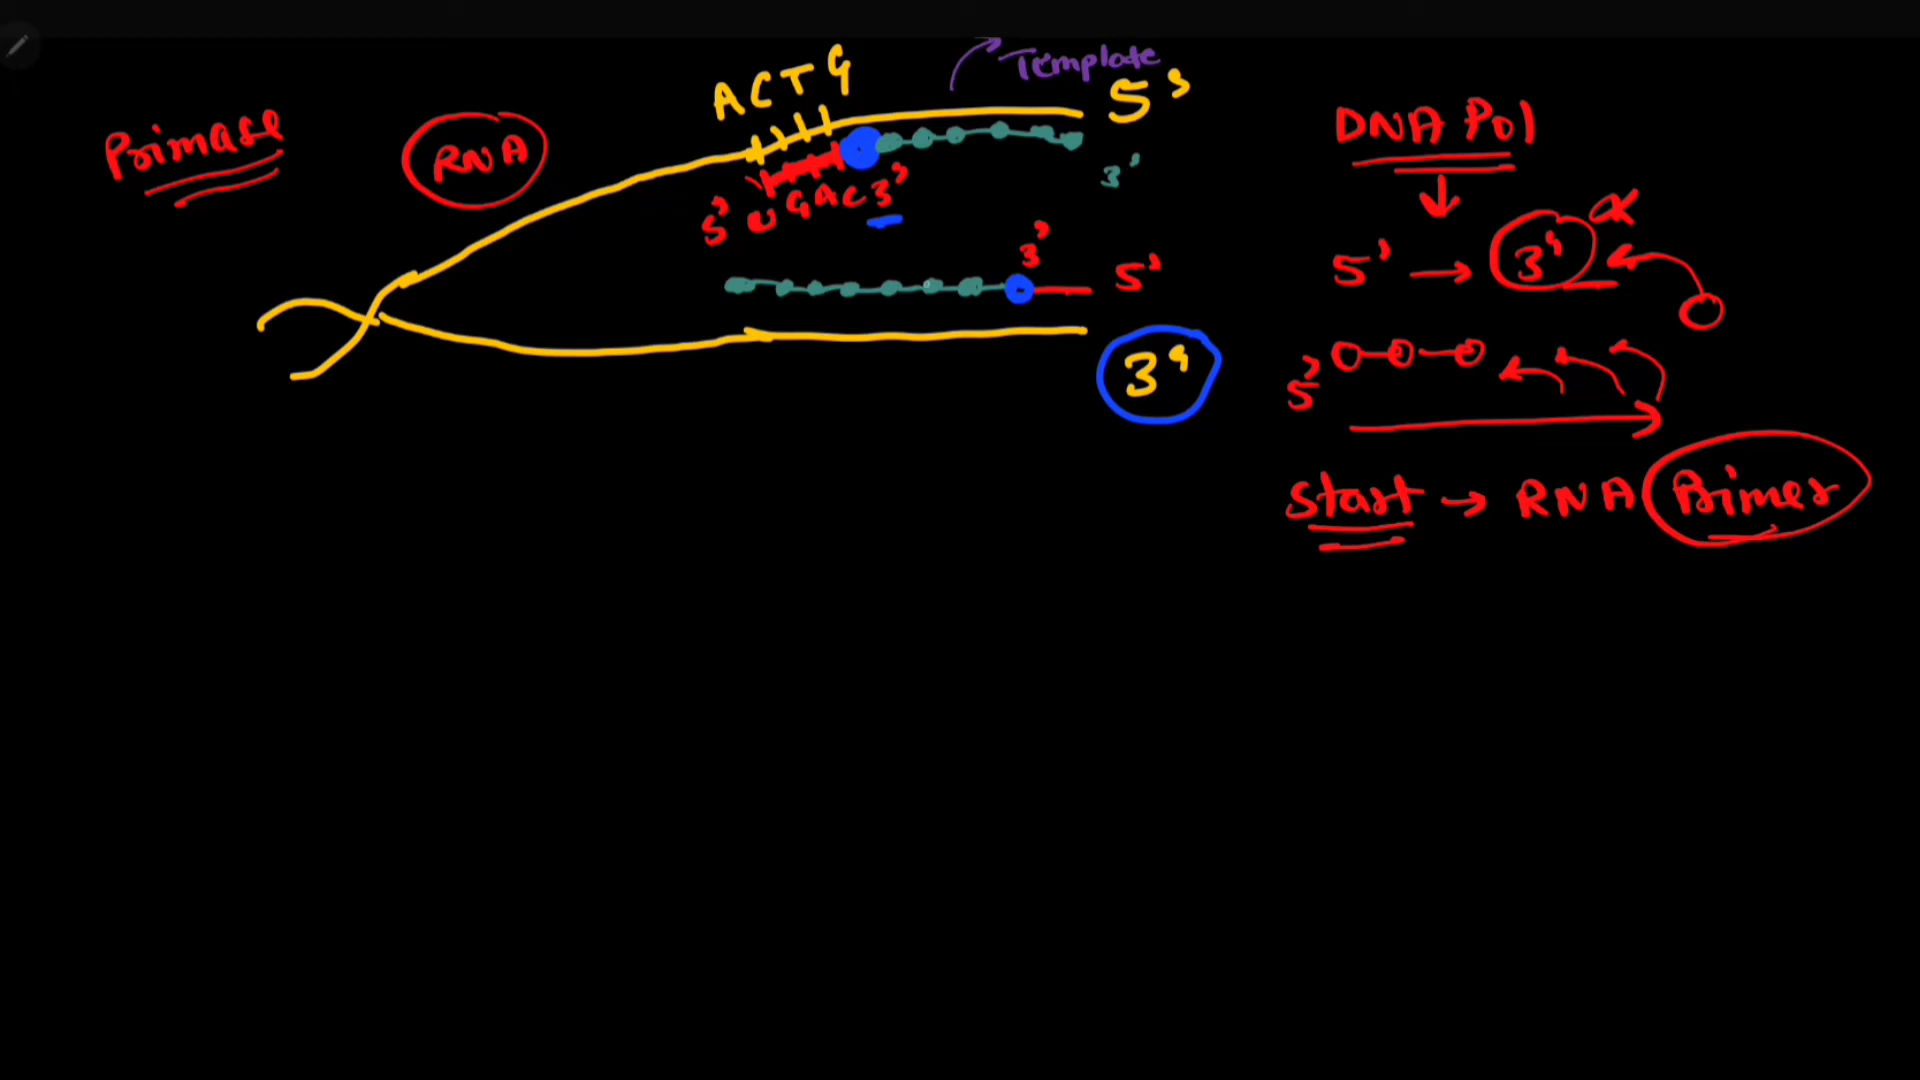 Primase
RNA
ACTG
Template
5'
3'
5' U G A C 3'
3'
5'
3'
DNA Pol
5' → 3'
5'
Start → RNA Primer